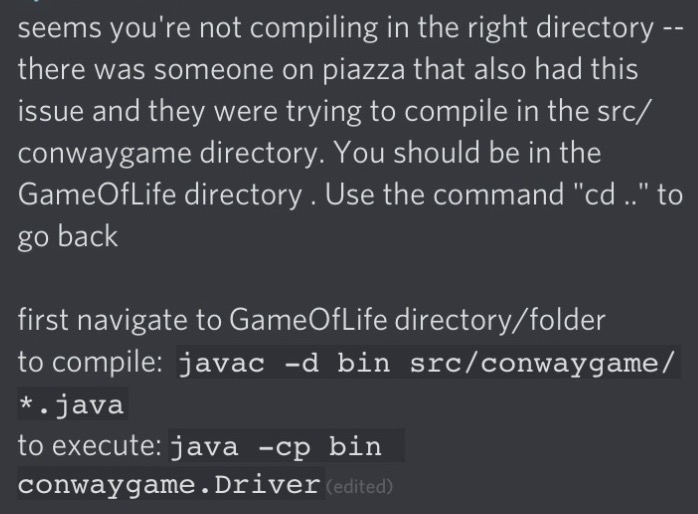 seems you're not compiling in the right directory --
there was someone on piazza that also had this
issue and they were trying to compile in the src/
conwaygame directory. You should be in the
GameOfLife directory . Use the command "cd .." to
go back
first navigate to GameOfLife directory/folder
to compile: javac -d bin src/conwaygame/
*.java
to execute: java -cp bin
conwaygame.Driver (edited)